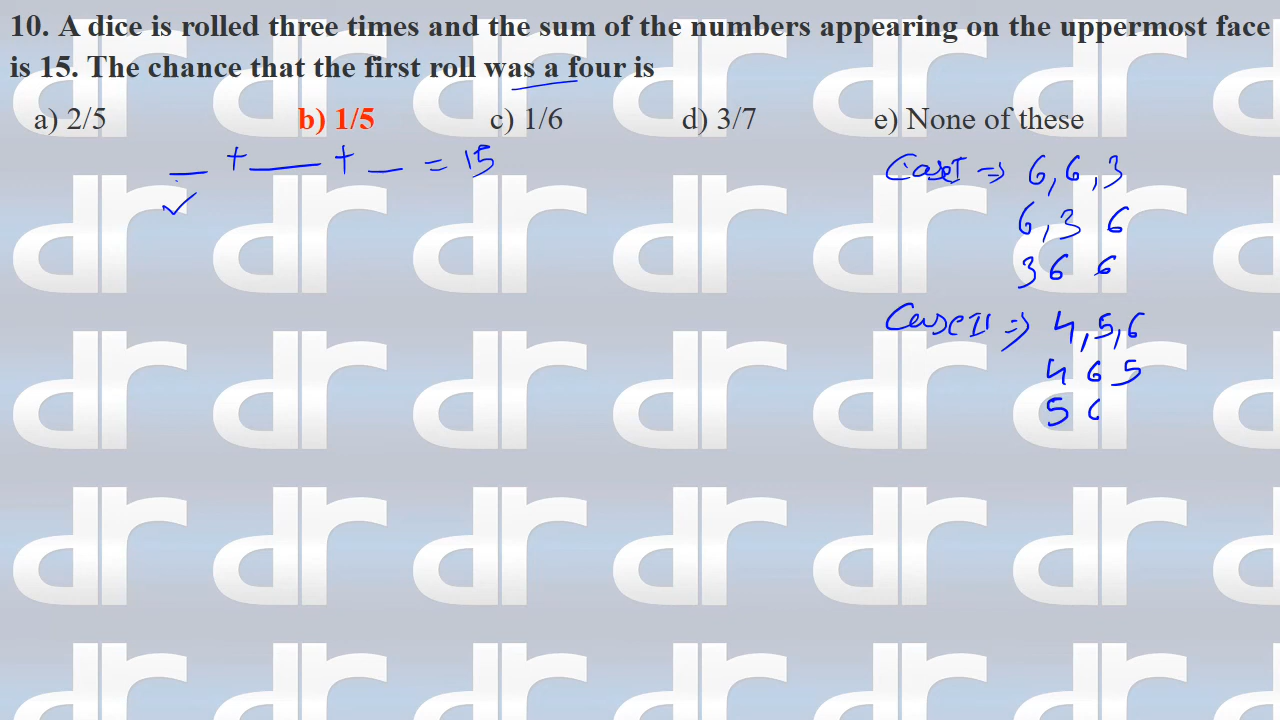 10. A dice is rolled three times and the sum of the numbers appearing on the uppermost face
is 15. The chance that the first roll was a four is
a) 2/5 b) 1/5 c) 1/6 d) 3/7 e) None of these
_ + _ + _ = 15
✓
Case I ⇒ 6, 6, 3
6, 3 6
3 6 6
Case II ⇒ 4, 5, 6
4 6 5
5 6